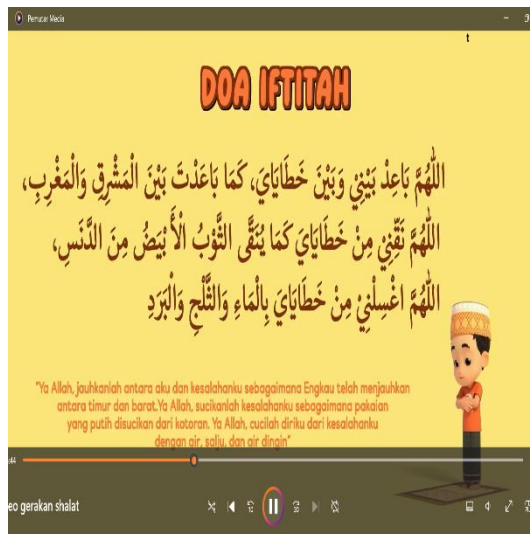 Pemutar Media
t
DOA IFTITAH
اللّٰهُمَّ بَاعِدْ بَيْنِيْ وَبَيْنَ خَطَايَايَ، كَمَا بَاعَدْتَ بَيْنَ الْمَشْرِقِ وَالْمَغْرِبِ،
اللّٰهُمَّ نَقِّنِيْ مِنْ خَطَايَايَ كَمَا يُنَقَّى الثَّوْبُ الْأَ بْيَضُ مِنَ الدَّنَسِ،
اللّٰهُمَّ اغْسِلْنِيْ مِنْ خَطَايَايَ بِالْمَاءِ وَالثَّلْجِ وَالْبَرَدِ
"Ya Allah, jauhkanlah antara aku dan kesalahanku sebagaimana Engkau telah menjauhkan
antara timur dan barat.Ya Allah, sucikanlah kesalahanku sebagaimana pakaian
yang putih disucikan dari kotoran. Ya Allah, cucilah diriku dari kesalahanku
dengan air, salju, dan air dingin"
:44
eo gerakan shalat